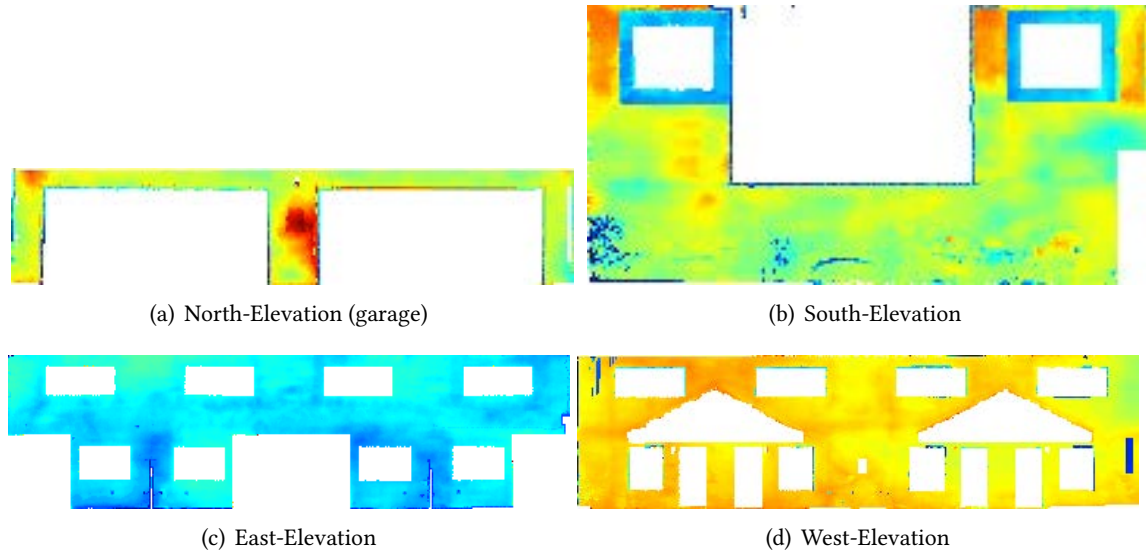 (a) North-Elevation (garage)
(b) South-Elevation
(c) East-Elevation
(d) West-Elevation